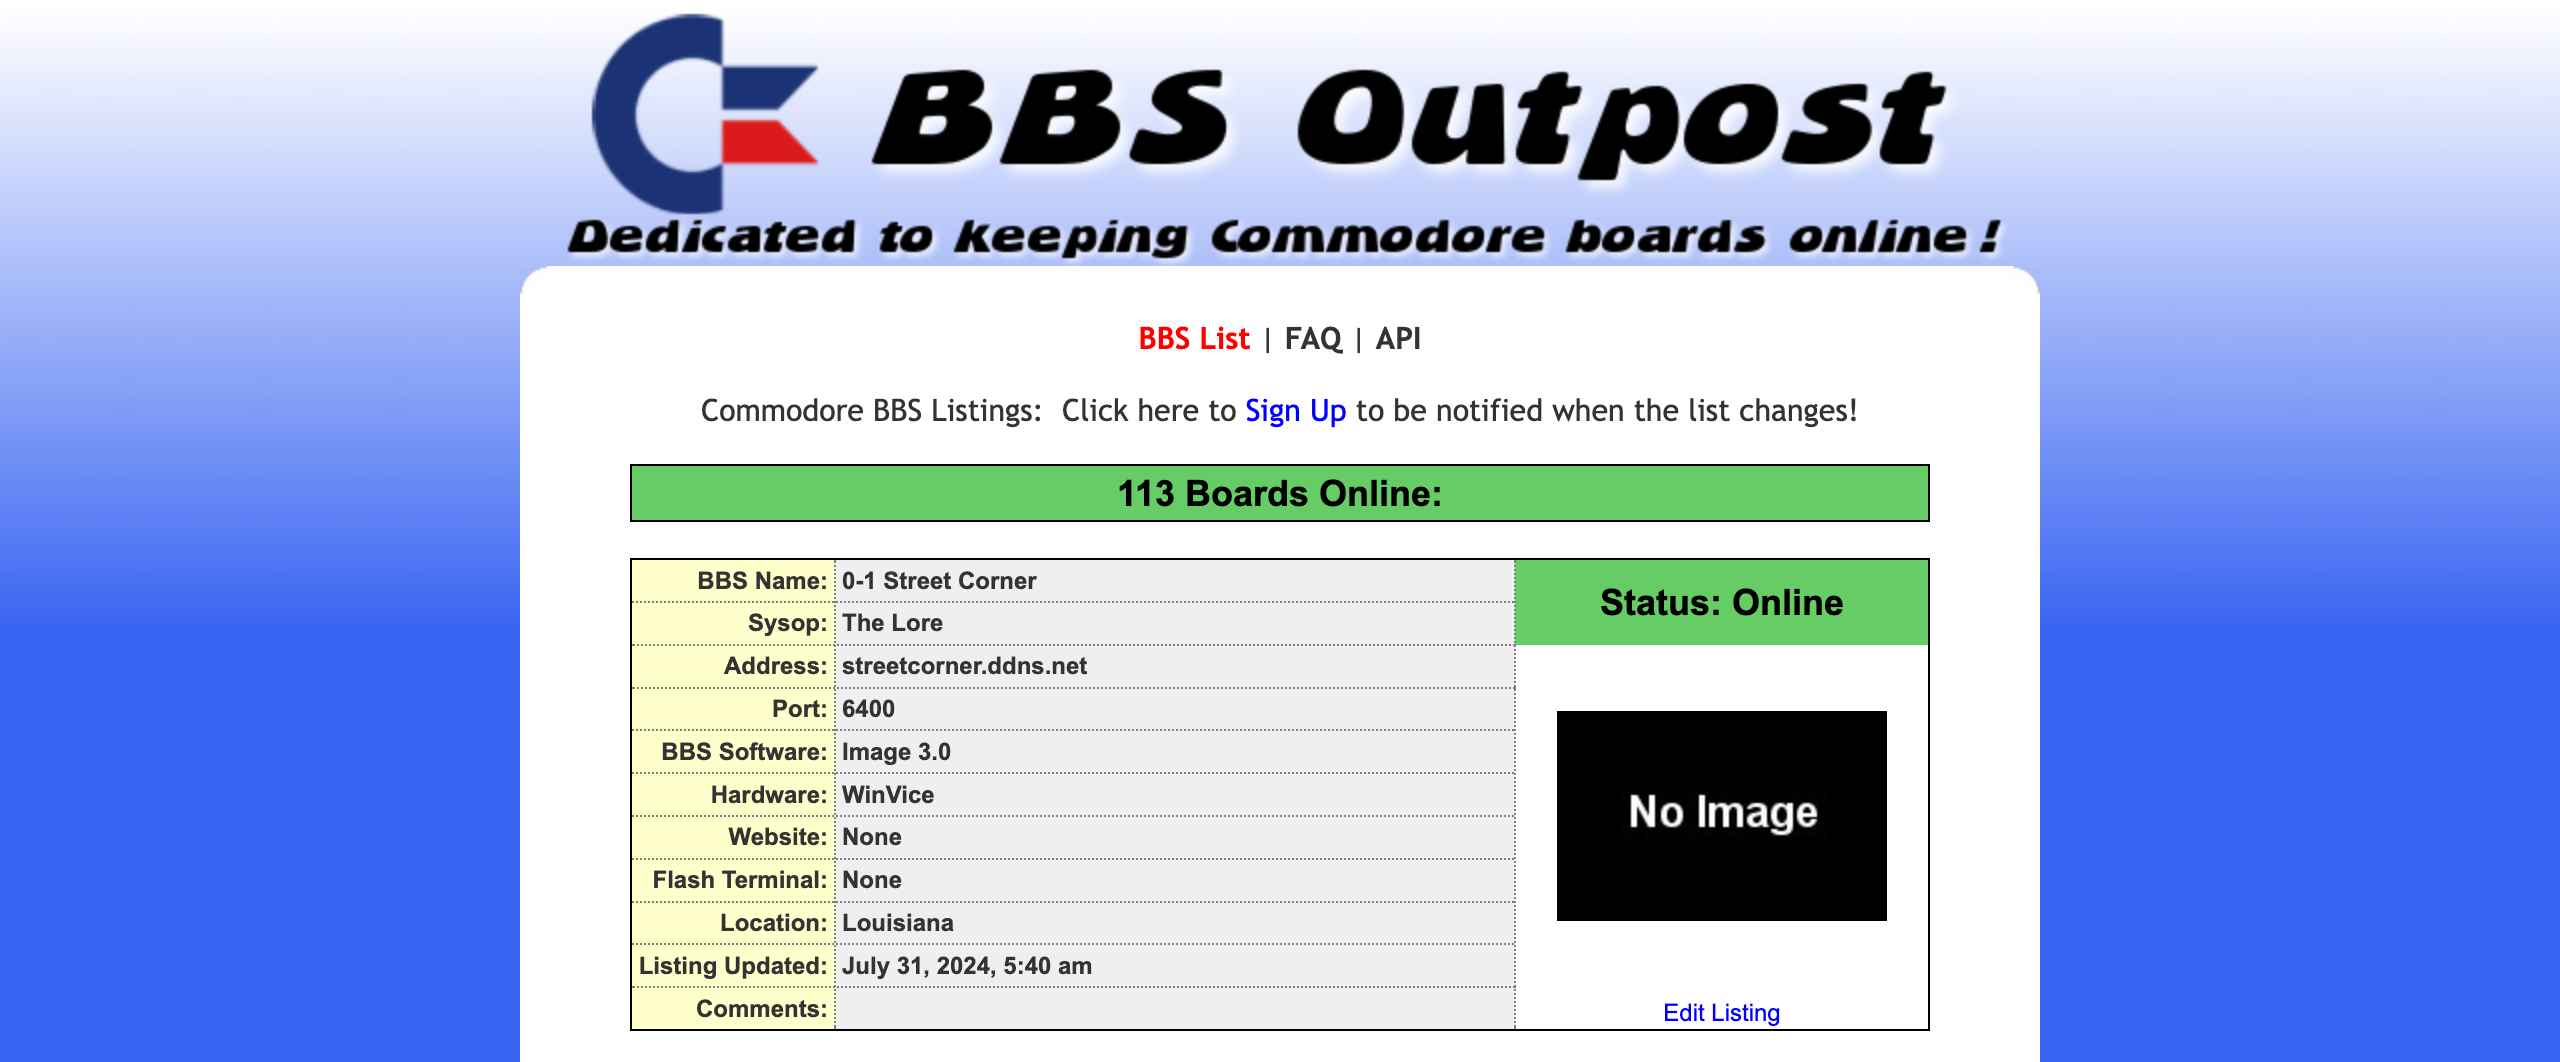 BBS Outpost
Dedicated to keeping Commodore boards online!
BBS List | FAQ | API
Commodore BBS Listings:  Click here to Sign Up to be notified when the list changes!
113 Boards Online:
BBS Name: 0-1 Street Corner
Status: Online
Sysop: The Lore
Address: streetcorner.ddns.net
Port: 6400
BBS Software: Image 3.0
Hardware: WinVice
No Image
Website: None
Flash Terminal: None
Location: Louisiana
Listing Updated: July 31, 2024, 5:40 am
Comments:
Edit Listing